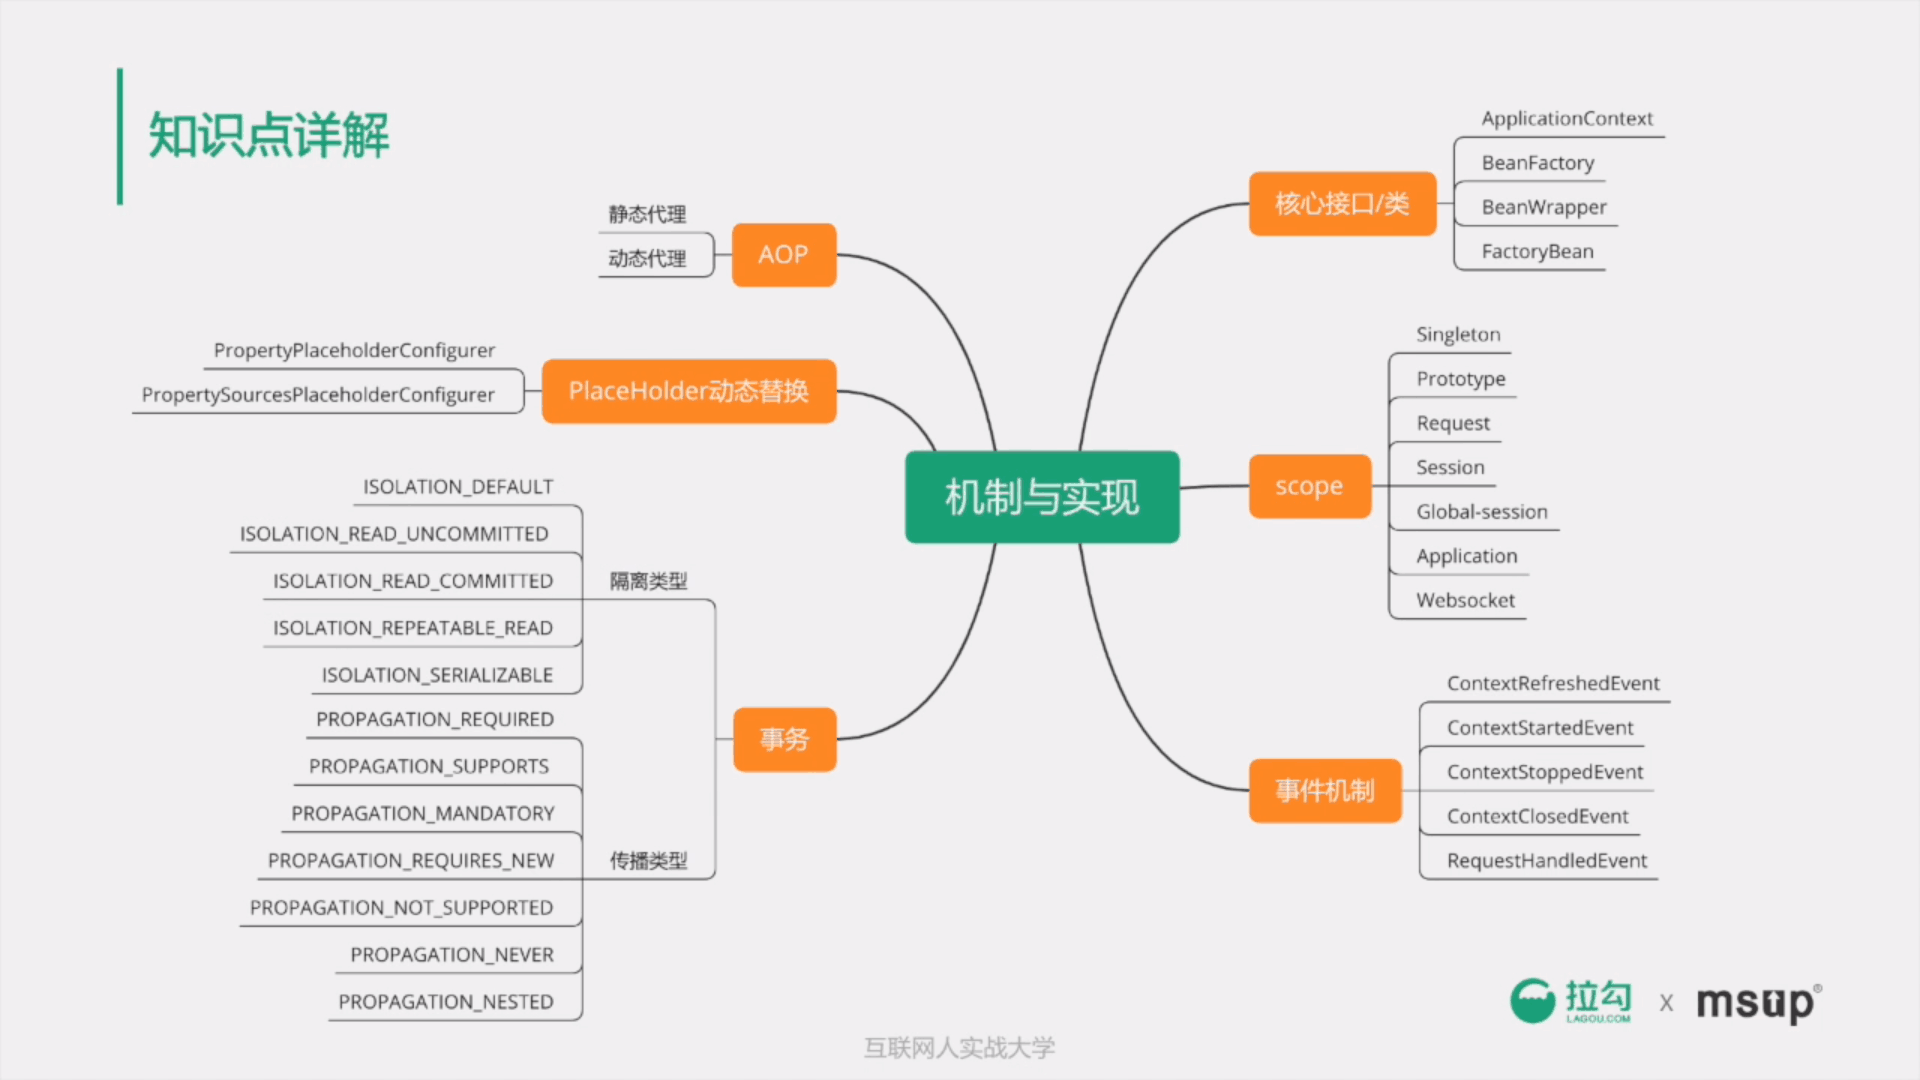 知识点详解
静态代理
动态代理
AOP
PropertyPlaceholderConfigurer
PropertySourcesPlaceholderConfigurer
PlaceHolder动态替换
ISOLATION_DEFAULT
ISOLATION_READ_UNCOMMITTED
ISOLATION_READ_COMMITTED
ISOLATION_REPEATABLE_READ
ISOLATION_SERIALIZABLE
隔离类型
PROPAGATION_REQUIRED
PROPAGATION_SUPPORTS
PROPAGATION_MANDATORY
PROPAGATION_REQUIRES_NEW
PROPAGATION_NOT_SUPPORTED
PROPAGATION_NEVER
PROPAGATION_NESTED
传播类型
事务
机制与实现
核心接口/类
ApplicationContext
BeanFactory
BeanWrapper
FactoryBean
scope
Singleton
Prototype
Request
Session
Global-session
Application
Websocket
事件机制
ContextRefreshedEvent
ContextStartedEvent
ContextStoppedEvent
ContextClosedEvent
RequestHandledEvent
拉勾
LAGOU.COM
x
msup®
互联网人实战大学